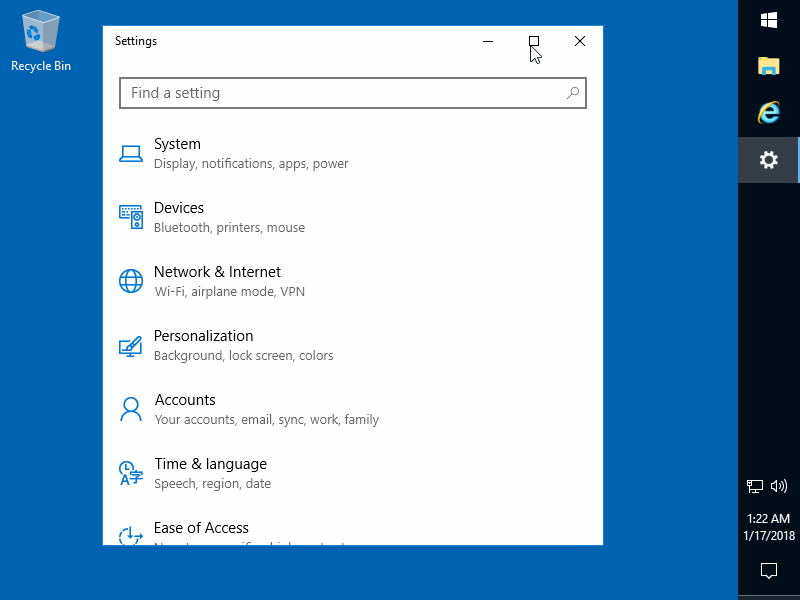 Recycle Bin
Settings
Find a setting
System
Display, notifications, apps, power
Devices
Bluetooth, printers, mouse
Network & Internet
Wi-Fi, airplane mode, VPN
Personalization
Background, lock screen, colors
Accounts
Your accounts, email, sync, work, family
Time & language
Speech, region, date
Ease of Access
1:22 AM
1/17/2018